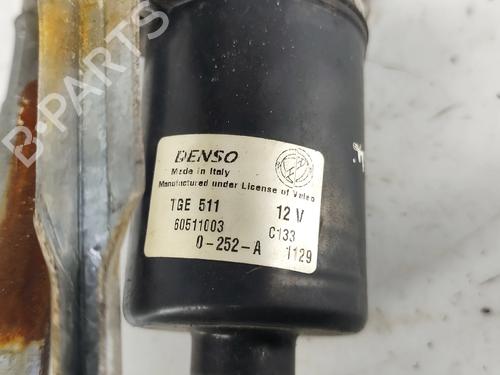 DENSO
Made in Italy
Manufactured under License of Valeo
TGE 511 12 V
60511003 C133
0-252-A 1129
B-PARTS